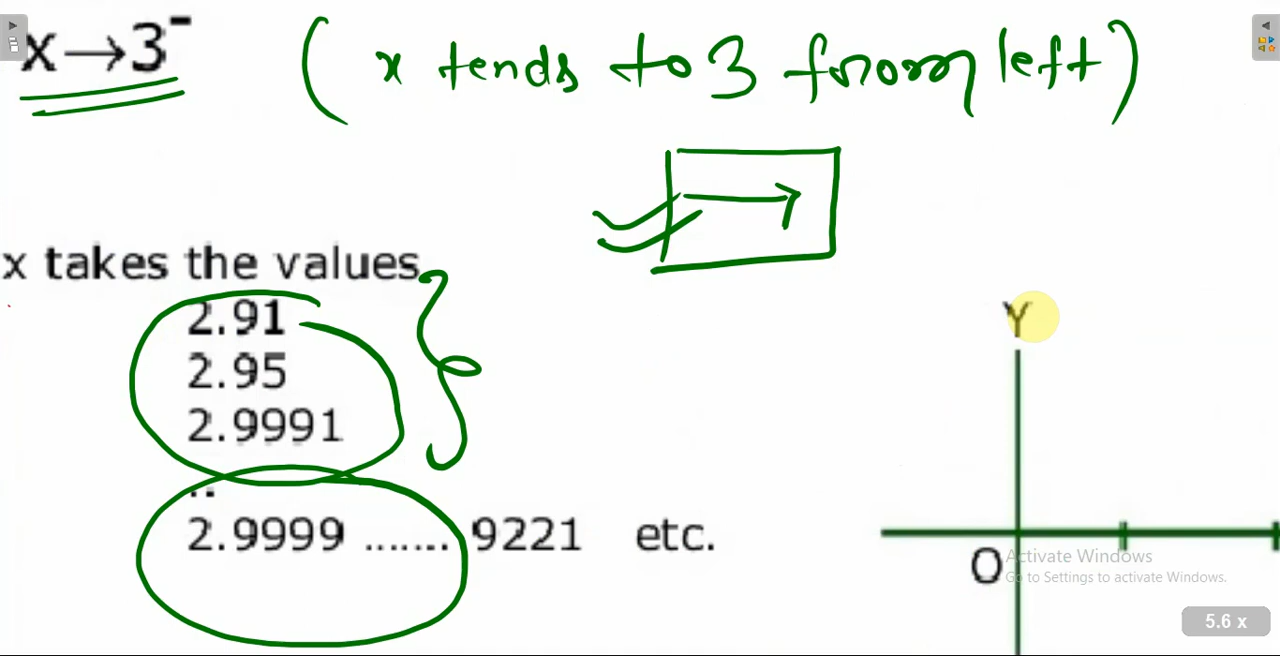 x→3⁻ (x tends to 3 from left)
x takes the values
2.91
2.95
2.9991
..
2.9999 ....... 9221 etc.
Y
O
Activate Windows
Go to Settings to activate Windows.
5.6 x